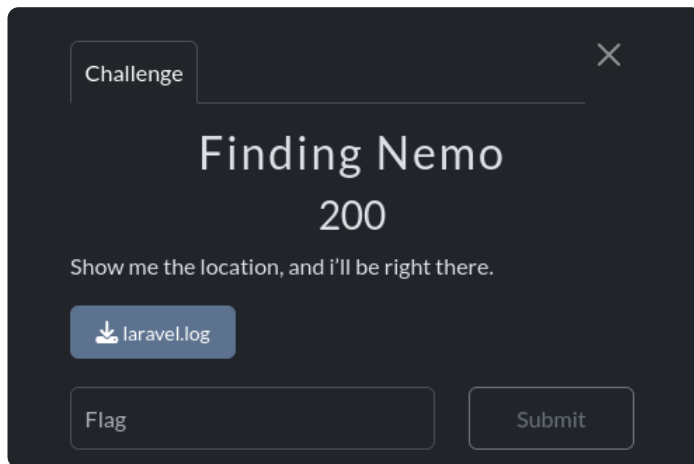 Challenge
Finding Nemo
200
Show me the location, and i'll be right there.
laravel.log
Flag
Submit